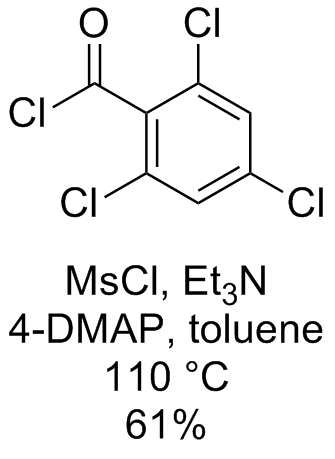 O
Cl
Cl
Cl
Cl
MsCl, Et₃N
4-DMAP, toluene
110 °C
61%